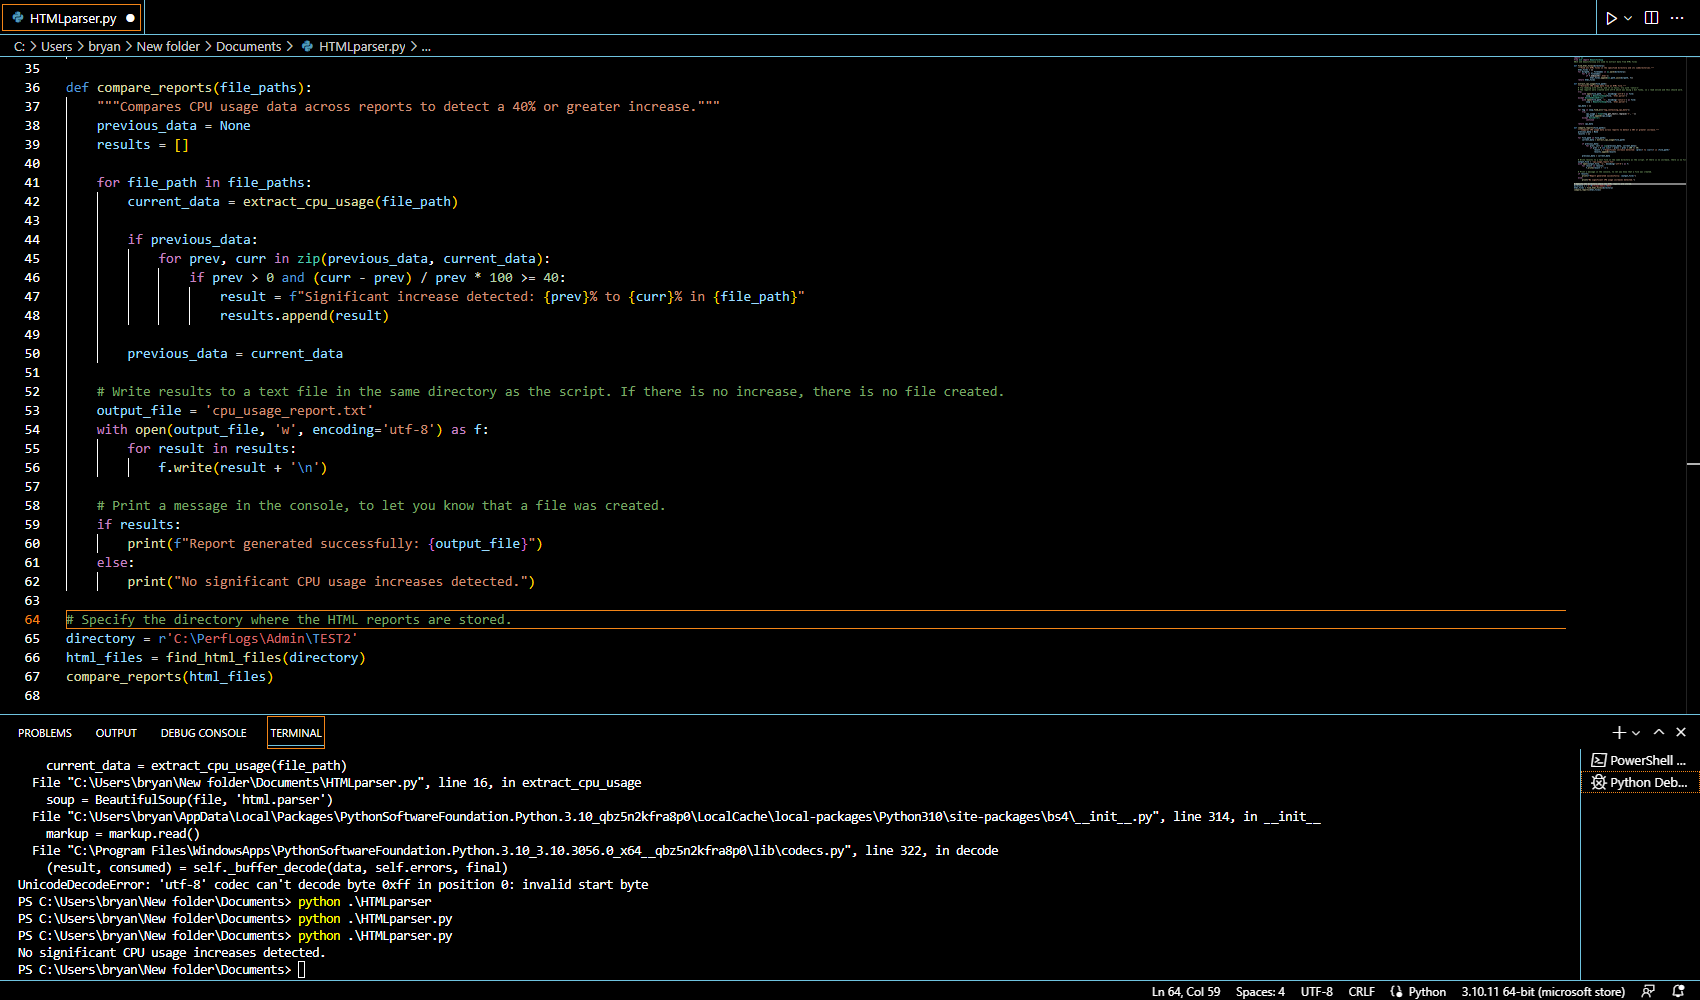 HTMLparser.py
C: > Users > bryan > New folder > Documents > HTMLparser.py > ...
35
36 def compare_reports(file_paths):
37     """Compares CPU usage data across reports to detect a 40% or greater increase."""
38     previous_data = None
39     results = []
40
41     for file_path in file_paths:
42         current_data = extract_cpu_usage(file_path)
43
44         if previous_data:
45             for prev, curr in zip(previous_data, current_data):
46                 if prev > 0 and (curr - prev) / prev * 100 >= 40:
47                     result = f"Significant increase detected: {prev}% to {curr}% in {file_path}"
48                     results.append(result)
49
50         previous_data = current_data
51
52     # Write results to a text file in the same directory as the script. If there is no increase, there is no file created.
53     output_file = 'cpu_usage_report.txt'
54     with open(output_file, 'w', encoding='utf-8') as f:
55         for result in results:
56             f.write(result + '\n')
57
58     # Print a message in the console, to let you know that a file was created.
59     if results:
60         print(f"Report generated successfully: {output_file}")
61     else:
62         print("No significant CPU usage increases detected.")
63
64 # Specify the directory where the HTML reports are stored.
65 directory = r'C:\PerfLogs\Admin\TEST2'
66 html_files = find_html_files(directory)
67 compare_reports(html_files)
68
PROBLEMS OUTPUT DEBUG CONSOLE TERMINAL
PowerShell ...
Python Deb...
    current_data = extract_cpu_usage(file_path)
  File "C:\Users\bryan\New folder\Documents\HTMLparser.py", line 16, in extract_cpu_usage
    soup = BeautifulSoup(file, 'html.parser')
  File "C:\Users\bryan\AppData\Local\Packages\PythonSoftwareFoundation.Python.3.10_qbz5n2kfra8p0\LocalCache\local-packages\Python310\site-packages\bs4\__init__.py", line 314, in __init__
    markup = markup.read()
  File "C:\Program Files\WindowsApps\PythonSoftwareFoundation.Python.3.10_3.10.3056.0_x64__qbz5n2kfra8p0\lib\codecs.py", line 322, in decode
    (result, consumed) = self._buffer_decode(data, self.errors, final)
UnicodeDecodeError: 'utf-8' codec can't decode byte 0xff in position 0: invalid start byte
PS C:\Users\bryan\New folder\Documents> python .\HTMLparser
PS C:\Users\bryan\New folder\Documents> python .\HTMLparser.py
PS C:\Users\bryan\New folder\Documents> python .\HTMLparser.py
No significant CPU usage increases detected.
PS C:\Users\bryan\New folder\Documents>
Ln 64, Col 59 Spaces: 4 UTF-8 CRLF Python 3.10.11 64-bit (microsoft store)